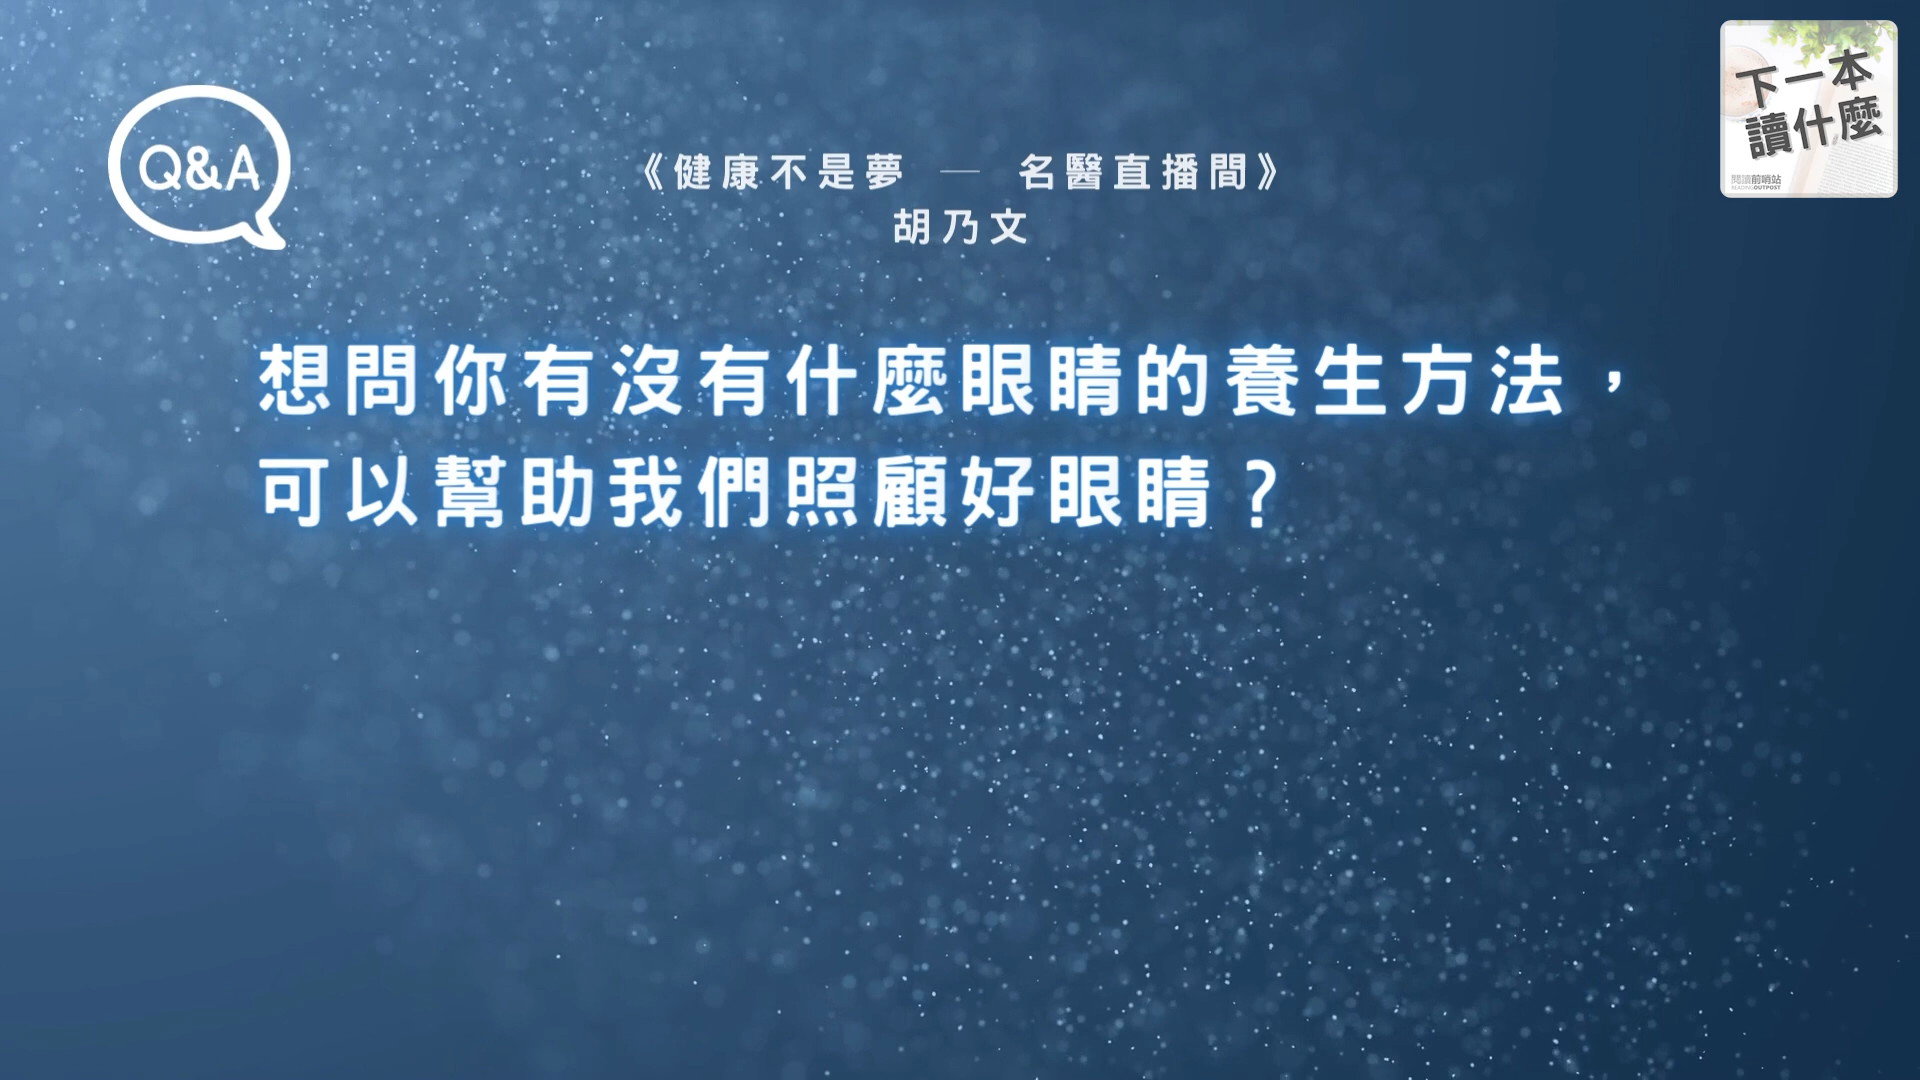 下一本
讀什麼
閱讀前哨站
READINGOUTPOST
Q&A
《健康不是夢 — 名醫直播間》
胡乃文
想問你有沒有什麼眼睛的養生方法，
可以幫助我們照顧好眼睛？